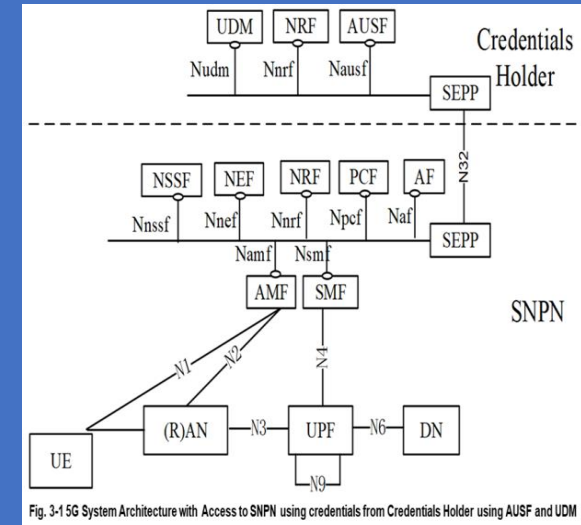 UDM NRF AUSF
Credentials
Holder
Nudm Nnrf Nausf
SEPP
N32
NSSF NEF NRF PCF AF
Nnssf Nnef Nnrf Npcf Naf
SEPP
Namf Nsmf
AMF SMF
SNPN
N1 N2 N4
(R)AN N3 UPF N6 DN
UE
N9
Fig. 3-1 5G System Architecture with Access to SNPN using credentials from Credentials Holder using AUSF and UDM